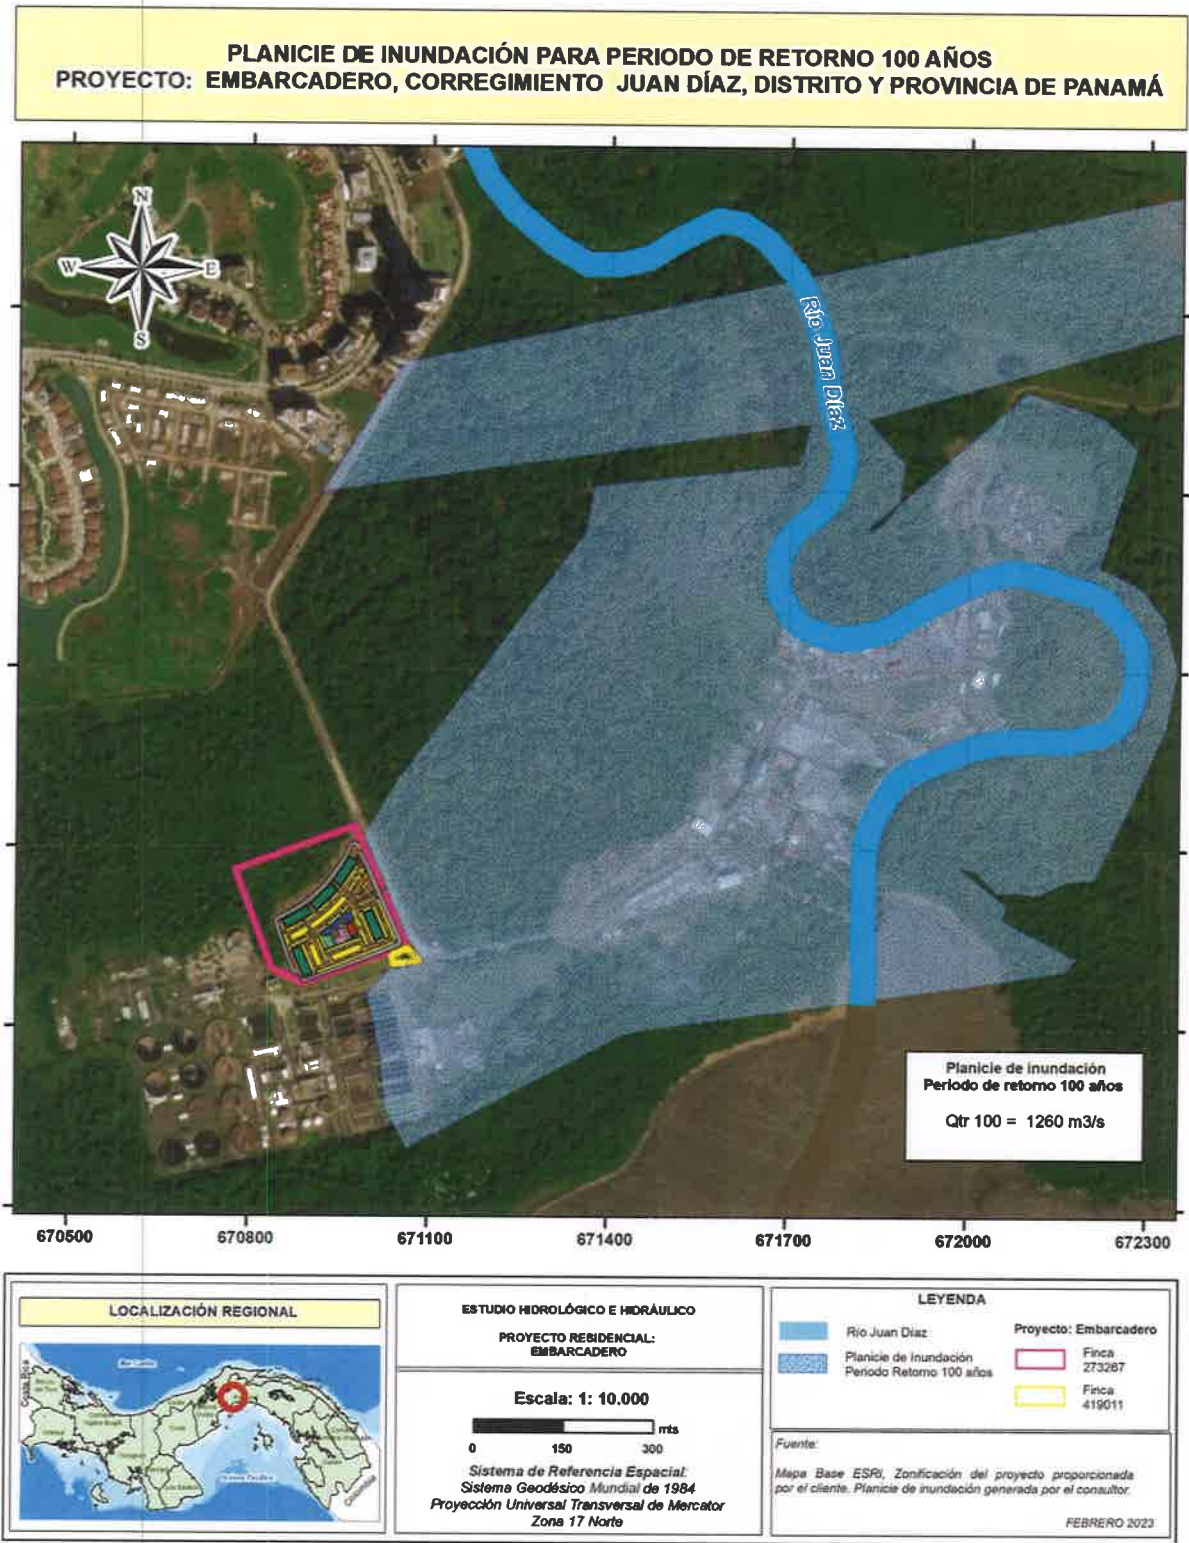 PLANICIE DE INUNDACIÓN PARA PERIODO DE RETORNO 100 AÑOS
PROYECTO: EMBARCADERO, CORREGIMIENTO JUAN DÍAZ, DISTRITO Y PROVINCIA DE PANAMÁ
N
W E
S
Río Juan Díaz
Planicie de inundación
Periodo de retorno 100 años
Qtr 100 = 1260 m3/s
670500 670800 671100 671400 671700 672000 672300
LOCALIZACIÓN REGIONAL
Costa Rica
Colombia
ESTUDIO HIDROLÓGICO E HIDRÁULICO
PROYECTO RESIDENCIAL:
EMBARCADERO
Escala: 1: 10.000
mts
0 150 300
Sistema de Referencia Espacial:
Sistema Geodésico Mundial de 1984
Proyección Universal Transversal de Mercator
Zona 17 Norte
LEYENDA
Rio Juan Diaz
Planicie de Inundación
Periodo Retorno 100 años
Proyecto: Embarcadero
Finca
273267
Finca
419011
Fuente:
Mapa Base ESRI, Zonificación del proyecto proporcionada
por el cliente. Planicie de inundación generada por el consultor.
FEBRERO 2023